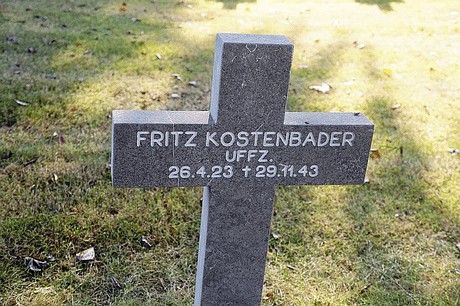 FRITZ KOSTENBADER
UFFZ.
26.4.23 ✝ 29.11.43